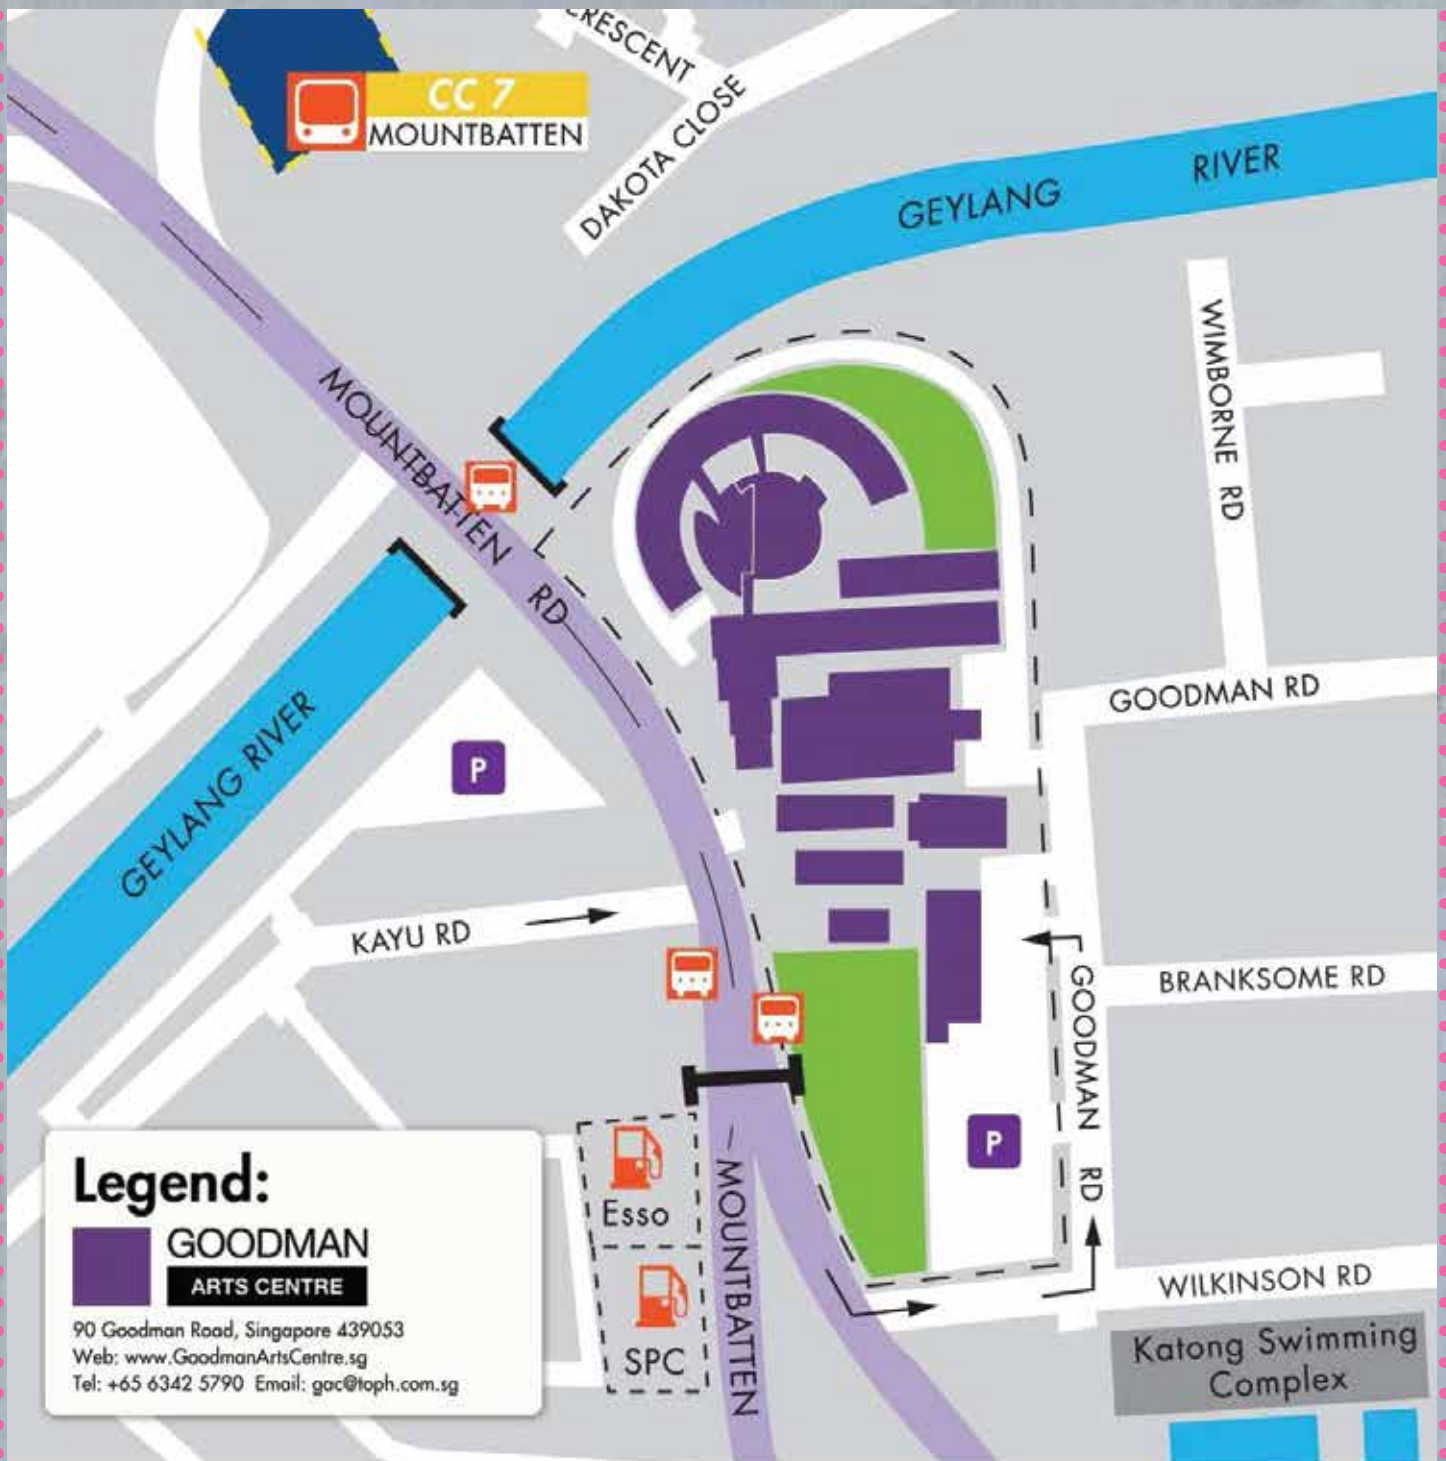 CRESCENT
CC 7
MOUNTBATTEN
DAKOTA CLOSE
GEYLANG RIVER
WIMBORNE RD
MOUNTBATTEN RD
GOODMAN RD
GEYLANG RIVER
P
KAYU RD
BRANKSOME RD
GOODMAN RD
P
MOUNTBATTEN
Esso
SPC
WILKINSON RD
Katong Swimming
Complex
Legend:
GOODMAN
ARTS CENTRE
90 Goodman Road, Singapore 439053
Web: www.GoodmanArtsCentre.sg
Tel: +65 6342 5790 Email: gac@toph.com.sg